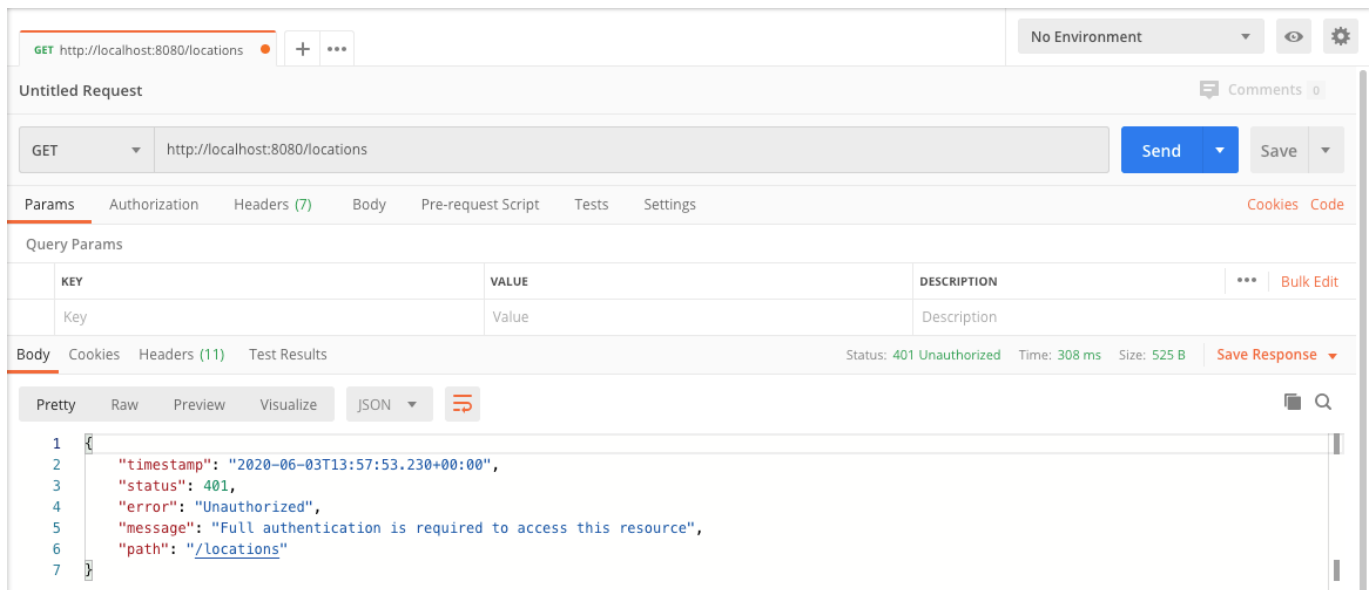 GET http://localhost:8080/locations No Environment
Untitled Request Comments 0
GET http://localhost:8080/locations Send Save
Params Authorization Headers (7) Body Pre-request Script Tests Settings Cookies Code
Query Params
KEY VALUE DESCRIPTION Bulk Edit
Key Value Description
Body Cookies Headers (11) Test Results Status: 401 Unauthorized Time: 308 ms Size: 525 B Save Response
Pretty Raw Preview Visualize JSON
1 {
2 "timestamp": "2020-06-03T13:57:53.230+00:00",
3 "status": 401,
4 "error": "Unauthorized",
5 "message": "Full authentication is required to access this resource",
6 "path": "/locations"
7 }